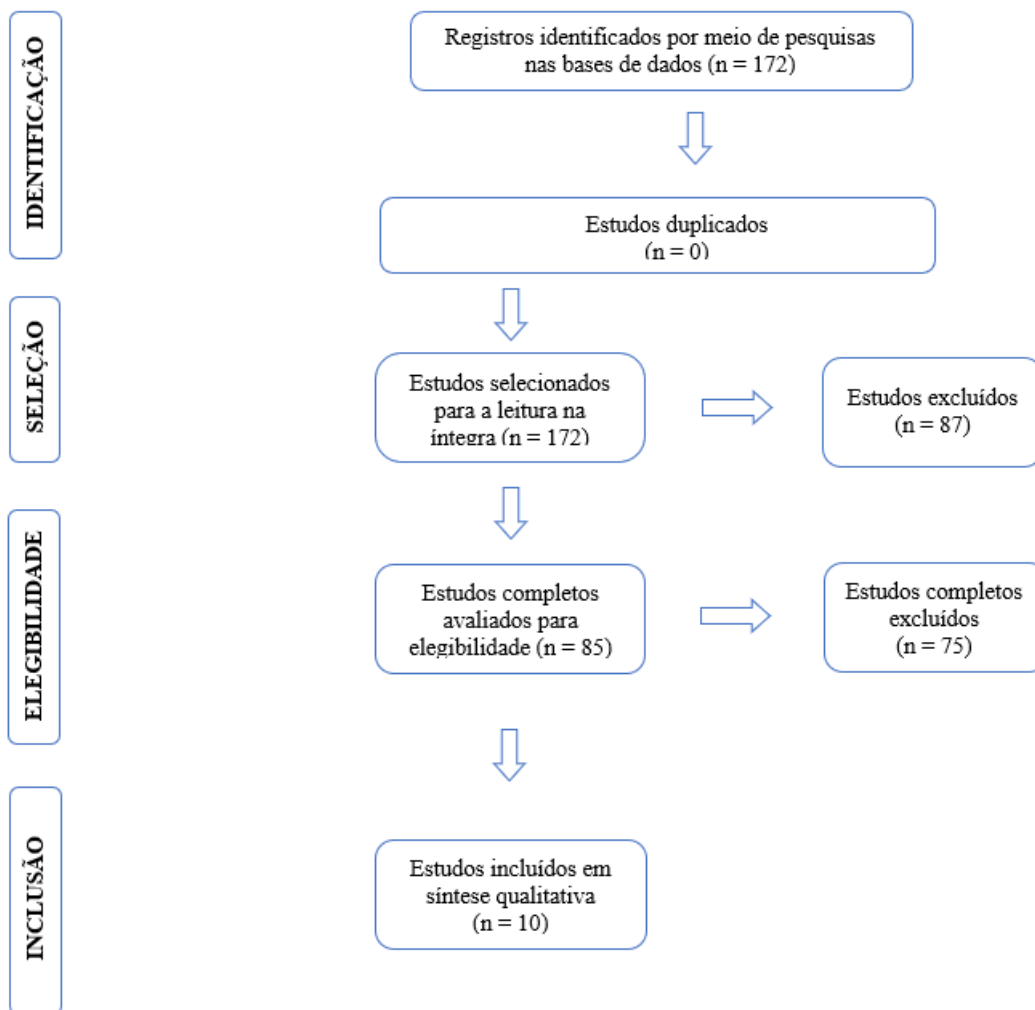 IDENTIFICAÇÃO
Registros identificados por meio de pesquisas
nas bases de dados (n = 172)
Estudos duplicados
(n = 0)
SELEÇÃO
Estudos selecionados
para a leitura na
íntegra (n = 172)
Estudos excluídos
(n = 87)
ELEGIBILIDADE
Estudos completos
avaliados para
elegibilidade (n = 85)
Estudos completos
excluídos
(n = 75)
INCLUSÃO
Estudos incluídos em
síntese qualitativa
(n = 10)